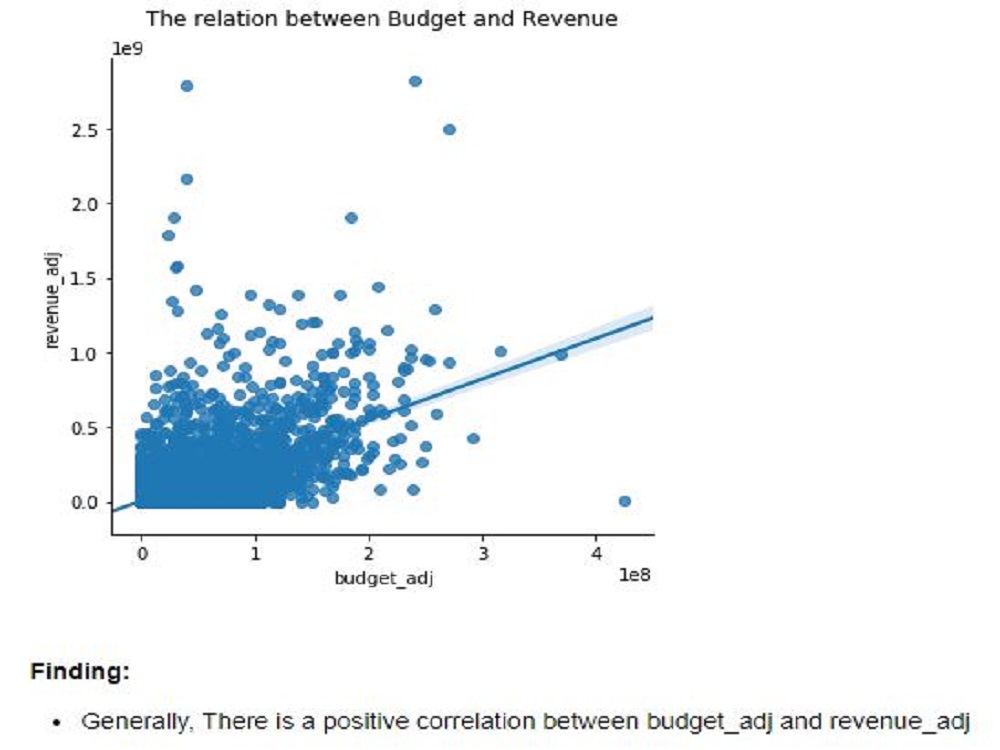 The relation between Budget and Revenue
1e9
2.5
2.0
1.5
1.0
0.5
0.0
revenue_adj
0 1 2 3 4
1e8
budget_adj
Finding:
• Generally, There is a positive correlation between budget_adj and revenue_adj